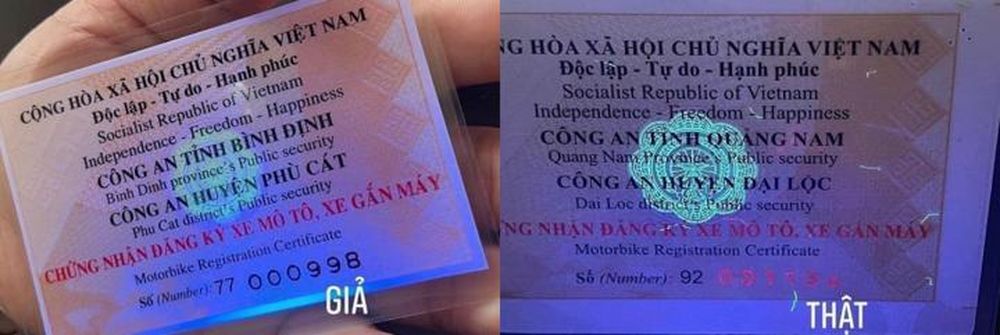 CỘNG HÒA XÃ HỘI CHỦ NGHĨA VIỆT NAM
Độc lập - Tự do - Hạnh phúc
Socialist Republic of Vietnam
Independence - Freedom - Happiness
CÔNG AN TỈNH BÌNH ĐỊNH
Binh Dinh province's Public security
CÔNG AN HUYỆN PHÙ CÁT
Phu Cat district's Public security
CHỨNG NHẬN ĐĂNG KÝ XE MÔ TÔ, XE GẮN MÁY
Motorbike Registration Certificate
Số (Number): 77 000998
GIẢ
NG HÒA XÃ HỘI CHỦ NGHĨA VIỆT NAM
Độc lập - Tự do - Hạnh phúc
Socialist Republic of Vietnam
Independence - Freedom - Happiness
CÔNG AN TỈNH QUẢNG NAM
Quang Nam Province's Public security
CÔNG AN HUYỆN ĐẠI LỘC
Dai Loc district's Public security
NG NHẬN ĐĂNG KÝ XE MÔ TÔ, XE GẮN MÁY
Motorbike Registration Certificate
Số (Number): 92
THẬT